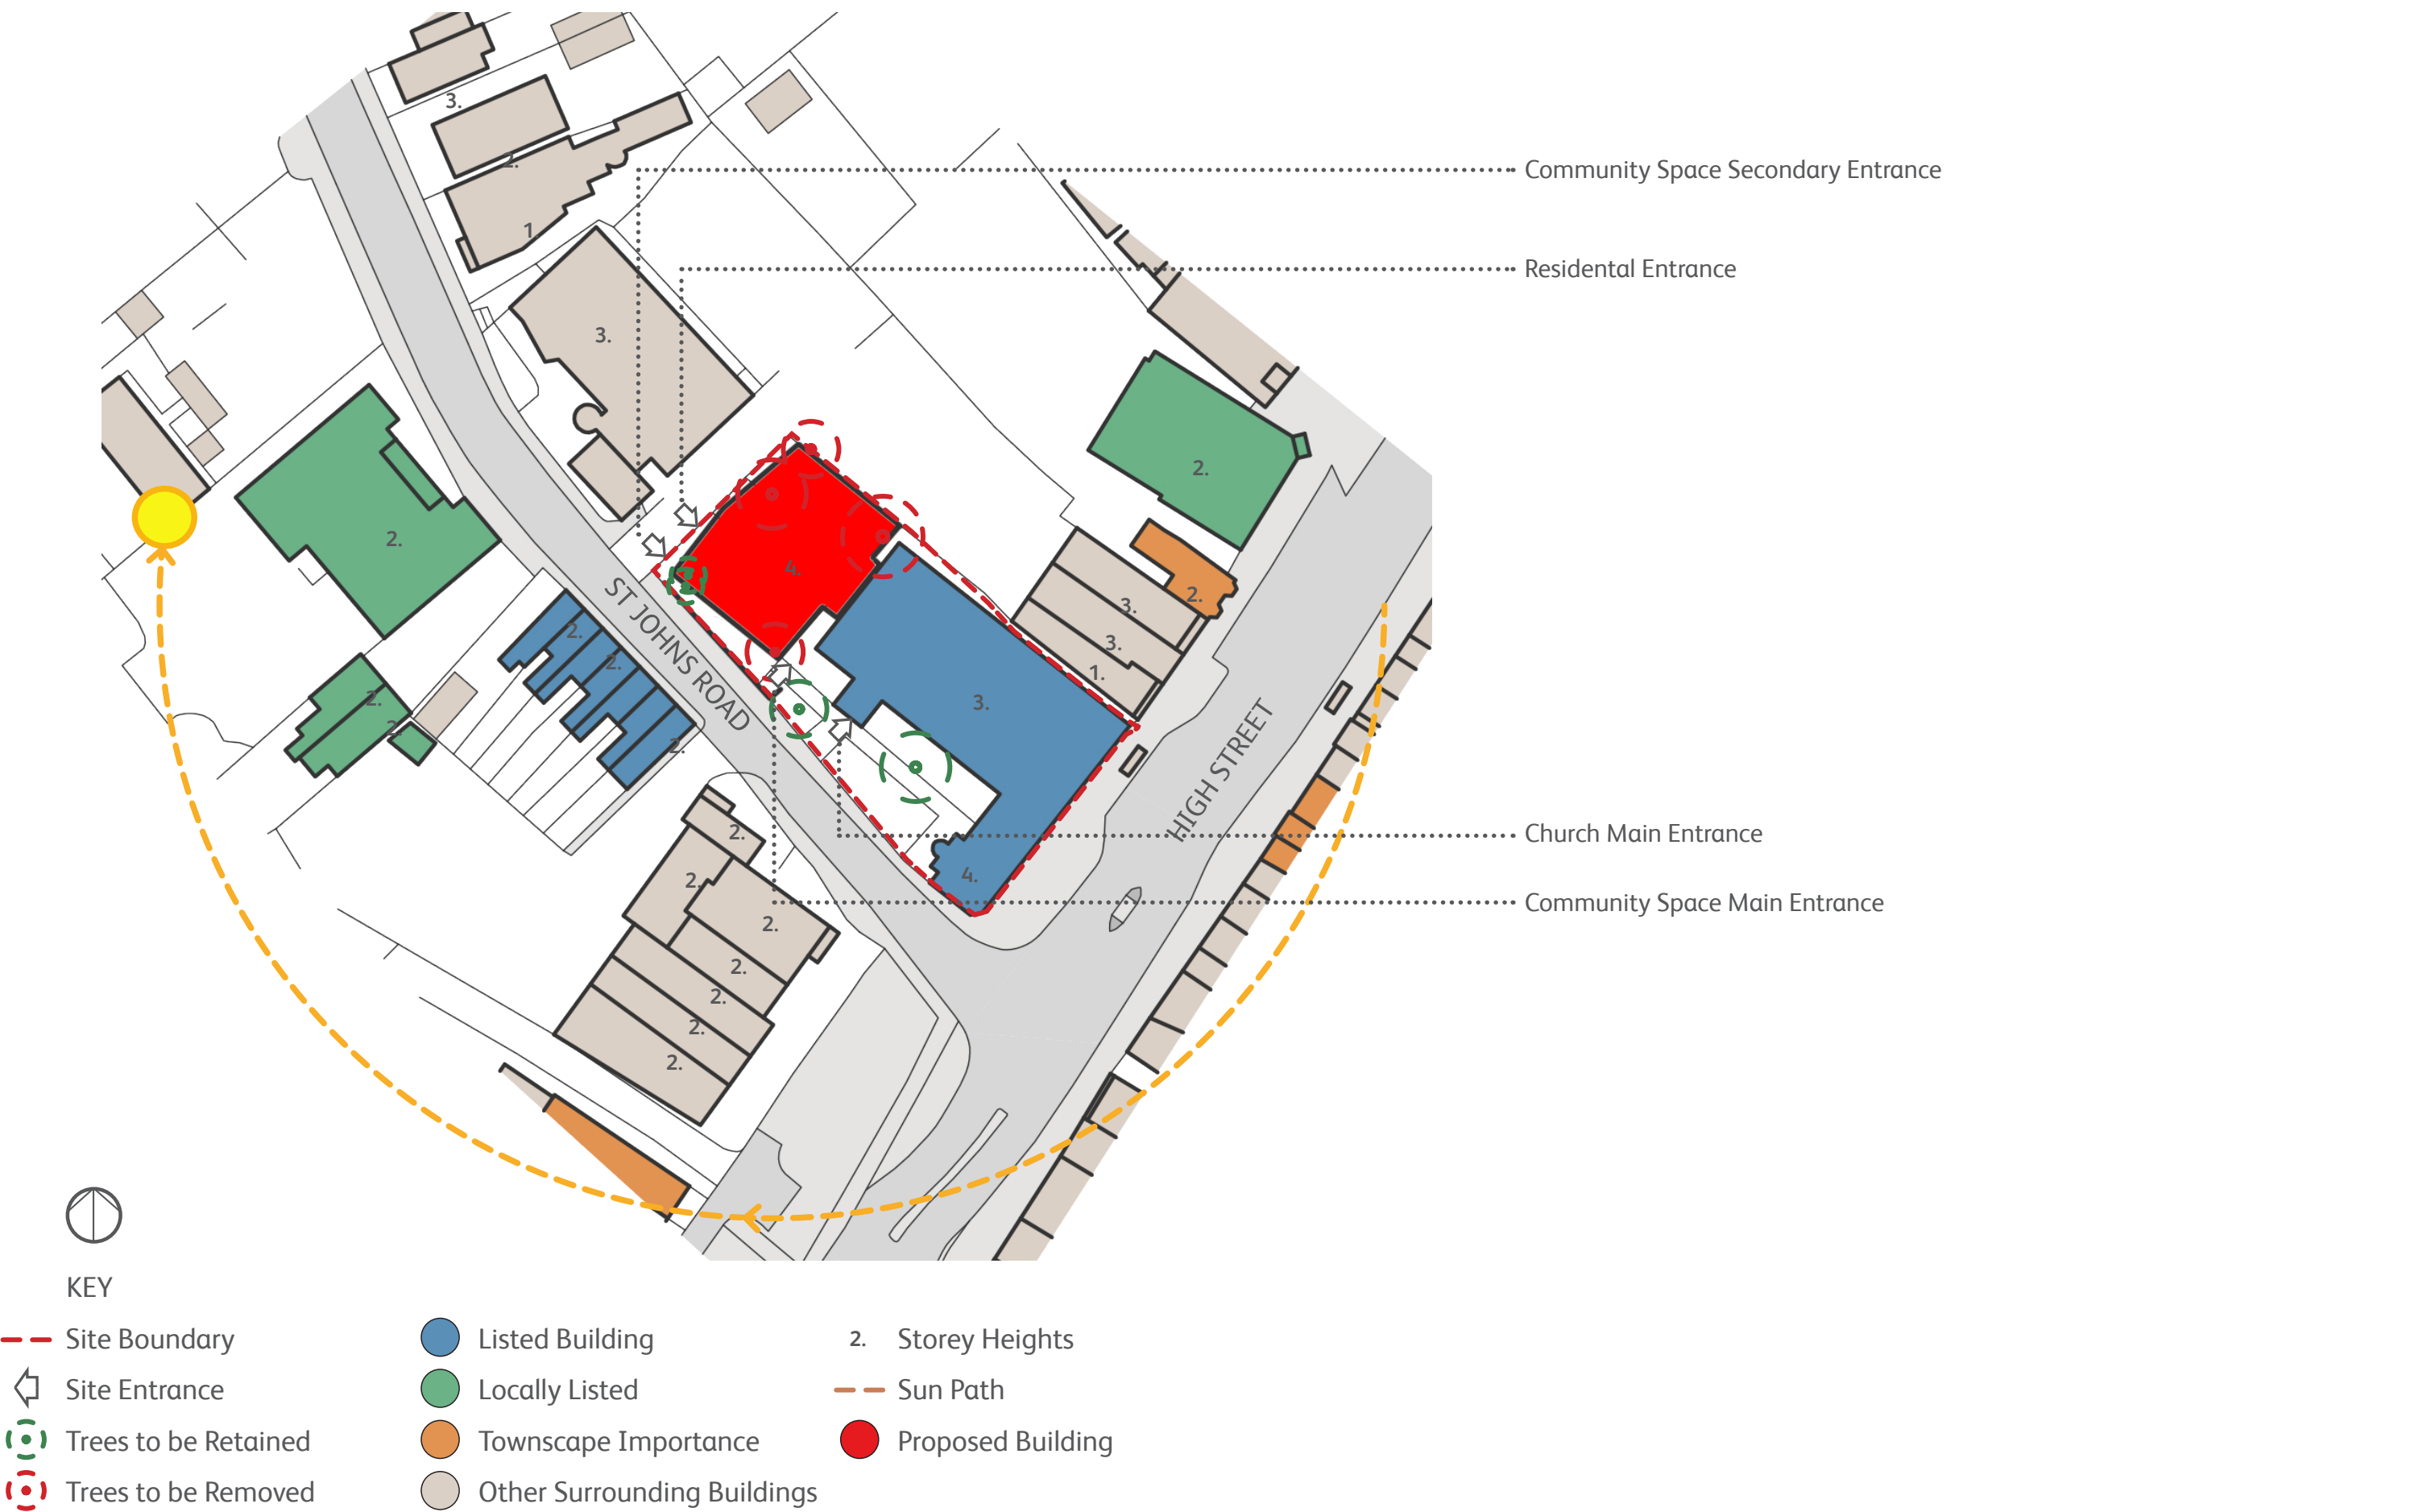 3.
2.
1
3.
Community Space Secondary Entrance
Residental Entrance
2.
2.
4.
2.
3.
3.
1.
2.
2.
2.
2.
2.
3.
4.
ST JOHNS ROAD
HIGH STREET
Church Main Entrance
Community Space Main Entrance
2.
2.
2.
2.
2.
2.
2.
KEY
Site Boundary
Site Entrance
Trees to be Retained
Trees to be Removed
Listed Building
Locally Listed
Townscape Importance
Other Surrounding Buildings
2. Storey Heights
Sun Path
Proposed Building